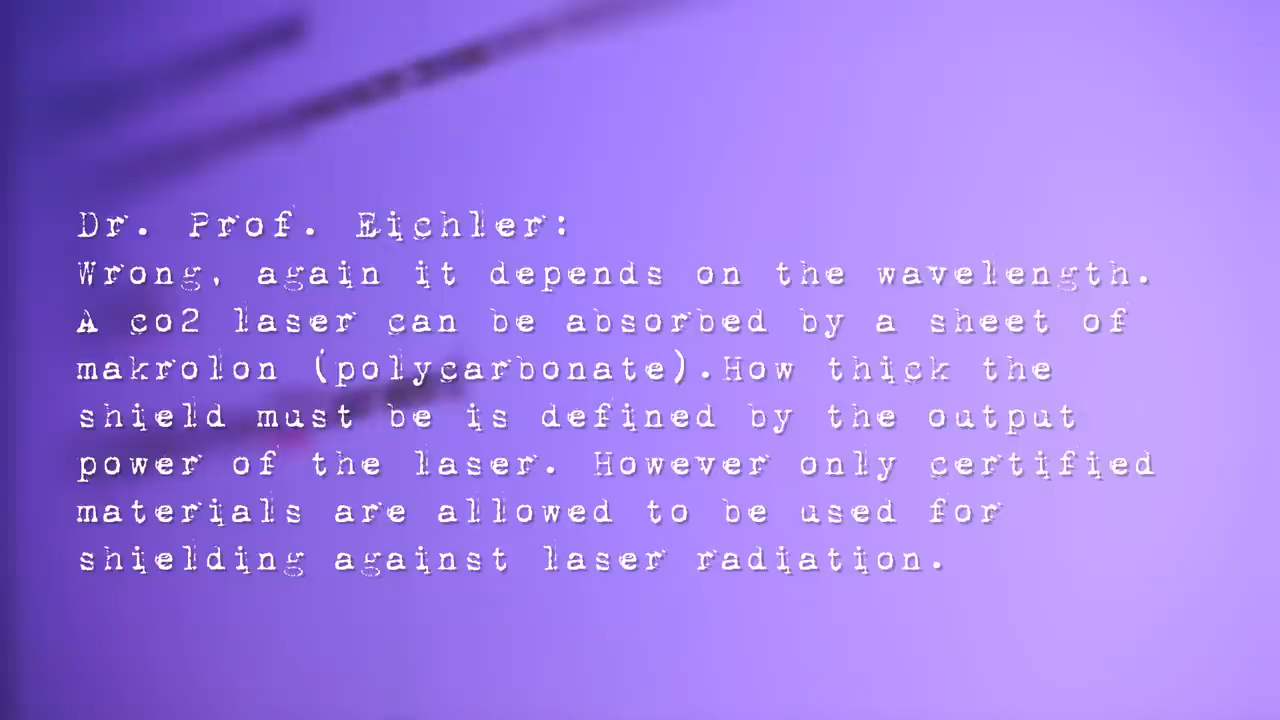 Dr. Prof. Eichler:
Wrong, again it depends on the wavelength.
A co2 laser can be absorbed by a sheet of
makrolon (polycarbonate).How thick the
shield must be is defined by the output
power of the laser. However only certified
materials are allowed to be used for
shielding against laser radiation.